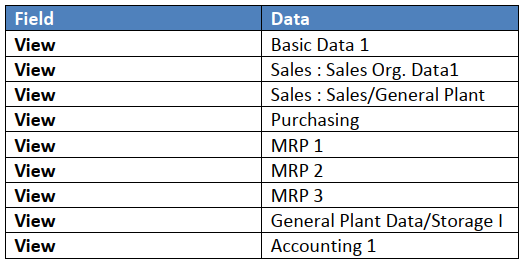 Field Data
View Basic Data 1
View Sales : Sales Org. Data1
View Sales : Sales/General Plant
View Purchasing
View MRP 1
View MRP 2
View MRP 3
View General Plant Data/Storage I
View Accounting 1